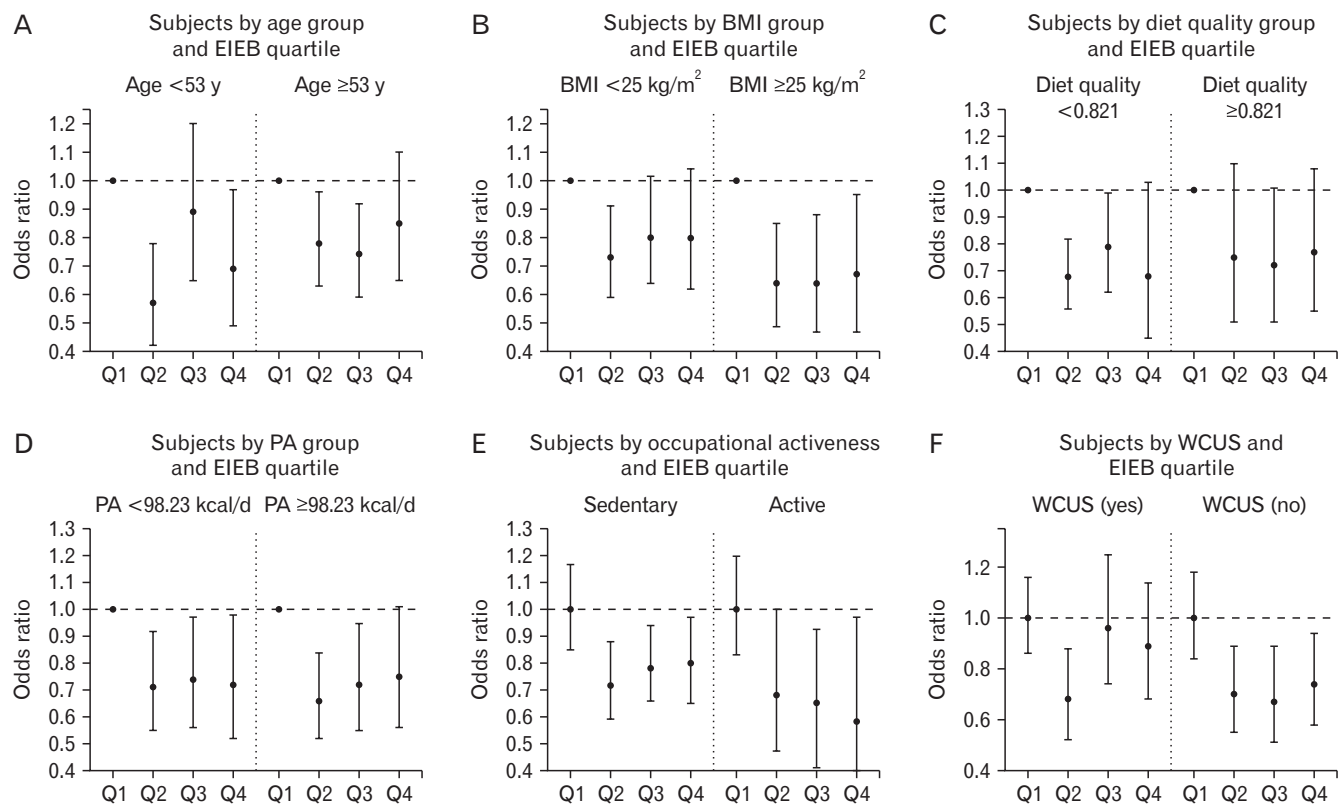 A
Subjects by age group
and EIEB quartile
Age <53 y
Age ≥53 y
Odds ratio
1.2
1.1
1.0
0.9
0.8
0.7
0.6
0.5
0.4
Q1 Q2 Q3 Q4 Q1 Q2 Q3 Q4
B
Subjects by BMI group
and EIEB quartile
BMI <25 kg/m²
BMI ≥25 kg/m²
Odds ratio
1.2
1.1
1.0
0.9
0.8
0.7
0.6
0.5
0.4
Q1 Q2 Q3 Q4 Q1 Q2 Q3 Q4
C
Subjects by diet quality group
and EIEB quartile
Diet quality
<0.821
Diet quality
≥0.821
Odds ratio
1.3
1.2
1.1
1.0
0.9
0.8
0.7
0.6
0.5
0.4
Q1 Q2 Q3 Q4 Q1 Q2 Q3 Q4
D
Subjects by PA group
and EIEB quartile
PA <98.23 kcal/d
PA ≥98.23 kcal/d
Odds ratio
1.3
1.2
1.1
1.0
0.9
0.8
0.7
0.6
0.5
0.4
Q1 Q2 Q3 Q4 Q1 Q2 Q3 Q4
E
Subjects by occupational activeness
and EIEB quartile
Sedentary
Active
Odds ratio
1.3
1.2
1.1
1.0
0.9
0.8
0.7
0.6
0.5
0.4
Q1 Q2 Q3 Q4 Q1 Q2 Q3 Q4
F
Subjects by WCUS and
EIEB quartile
WCUS (yes)
WCUS (no)
Odds ratio
1.2
1.0
0.8
0.6
0.4
Q1 Q2 Q3 Q4 Q1 Q2 Q3 Q4